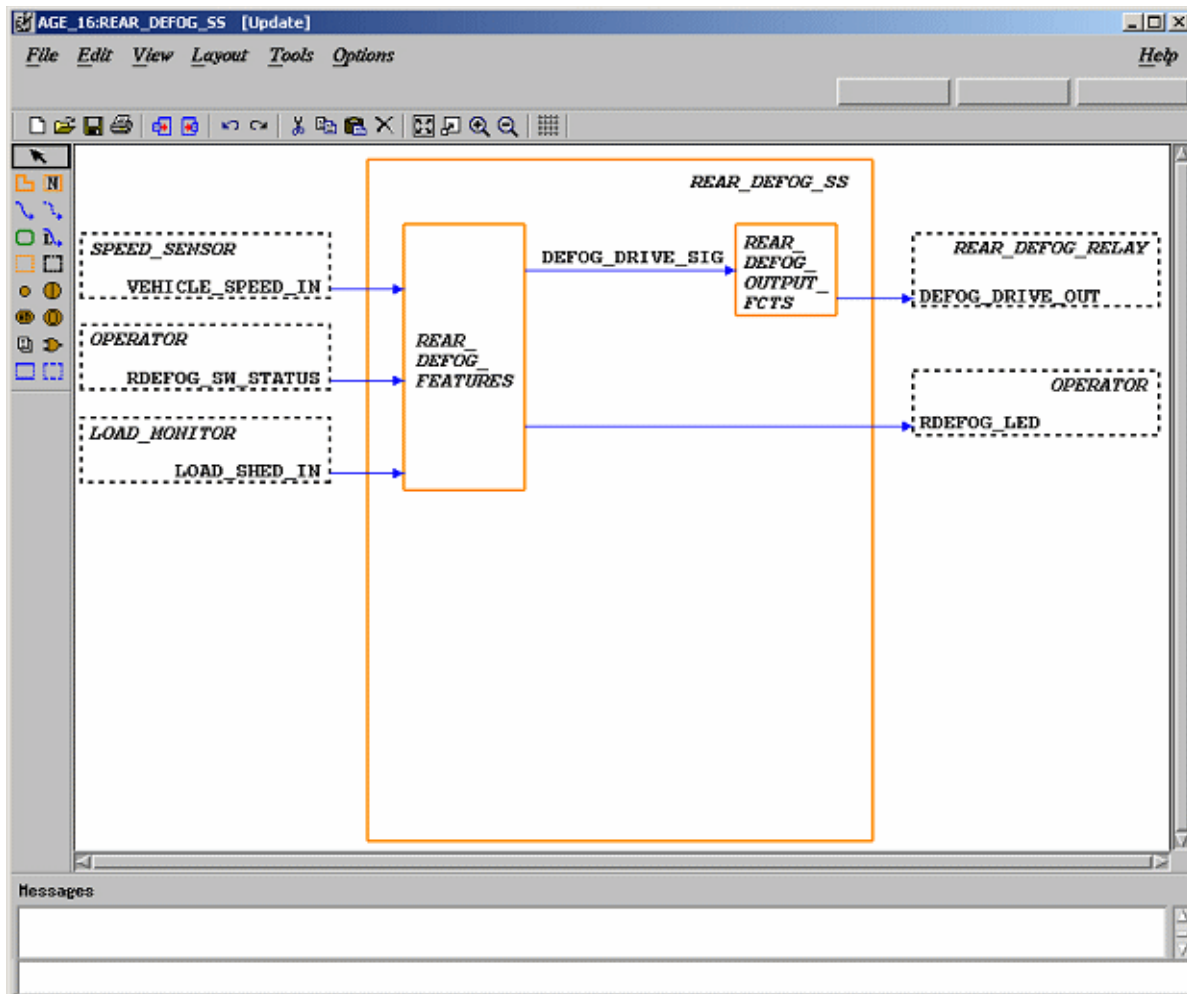 AGE_16:REAR_DEFOG_SS [Update]
File Edit View Layout Tools Options Help
N
REAR_DEFOG_SS
SPEED_SENSOR
VEHICLE_SPEED_IN
OPERATOR
RDEFOG_SW_STATUS
LOAD_MONITOR
LOAD_SHED_IN
REAR_
DEFOG_
FEATURES
DEFOG_DRIVE_SIG
REAR_
DEFOG_
OUTPUT_
FCTS
REAR_DEFOG_RELAY
DEFOG_DRIVE_OUT
OPERATOR
RDEFOG_LED
Messages